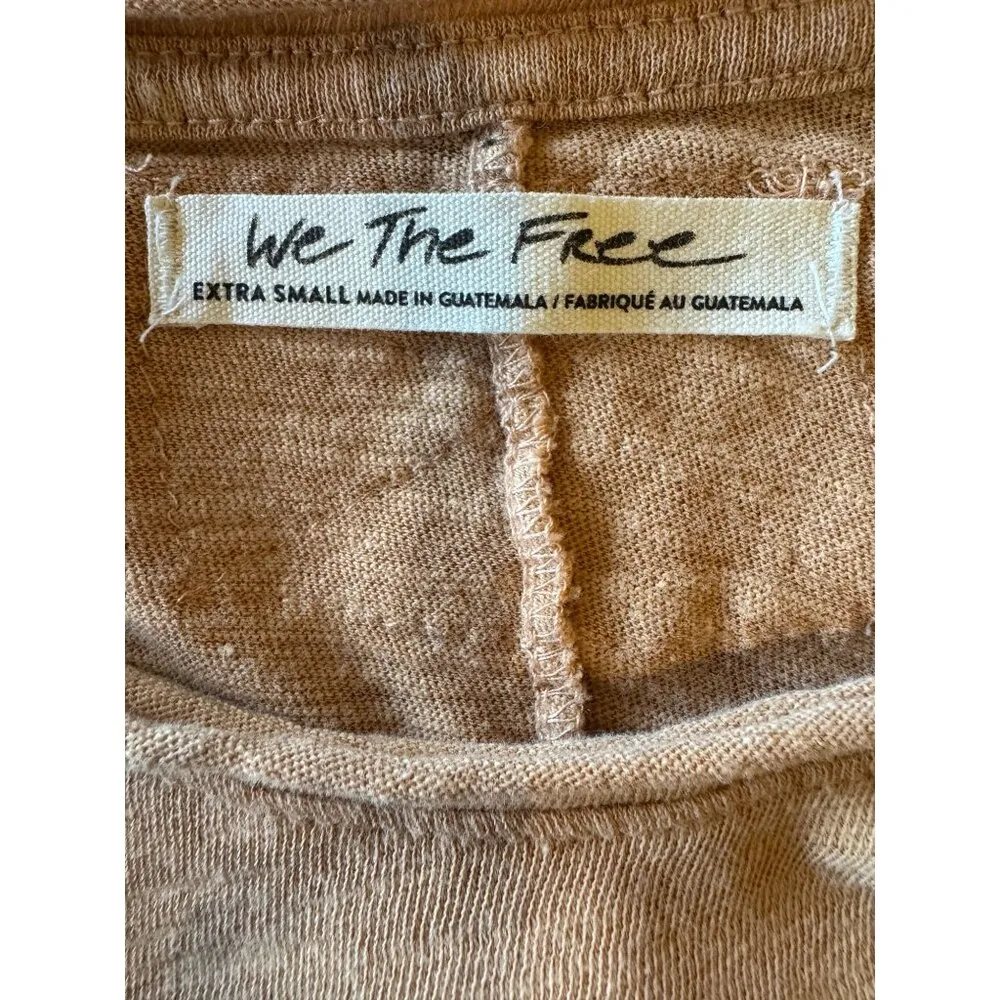 We The Free
EXTRA SMALL MADE IN GUATEMALA / FABRIQUÉ AU GUATEMALA